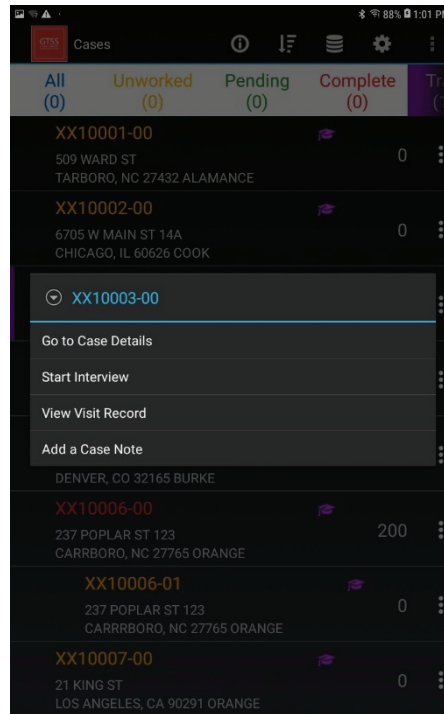 88% 1:01 PM
GTSS
Cases
All
(0)
Unworked
(0)
Pending
(0)
Complete
(0)
XX10001-00
509 WARD ST
0
TARBORO, NC 27432 ALAMANCE
XX10002-00
6705 W MAIN ST 14A
0
CHICAGO, IL 60626 COOK
XX10003-00
Go to Case Details
Start Interview
View Visit Record
Add a Case Note
DENVER, CO 32165 BURKE
XX10006-00
237 POPLAR ST 123
200
CARRBORO, NC 27765 ORANGE
XX10006-01
237 POPLAR ST 123
0
CARRRBORO, NC 27765 ORANGE
XX10007-00
21 KING ST
0
LOS ANGELES, CA 90291 ORANGE